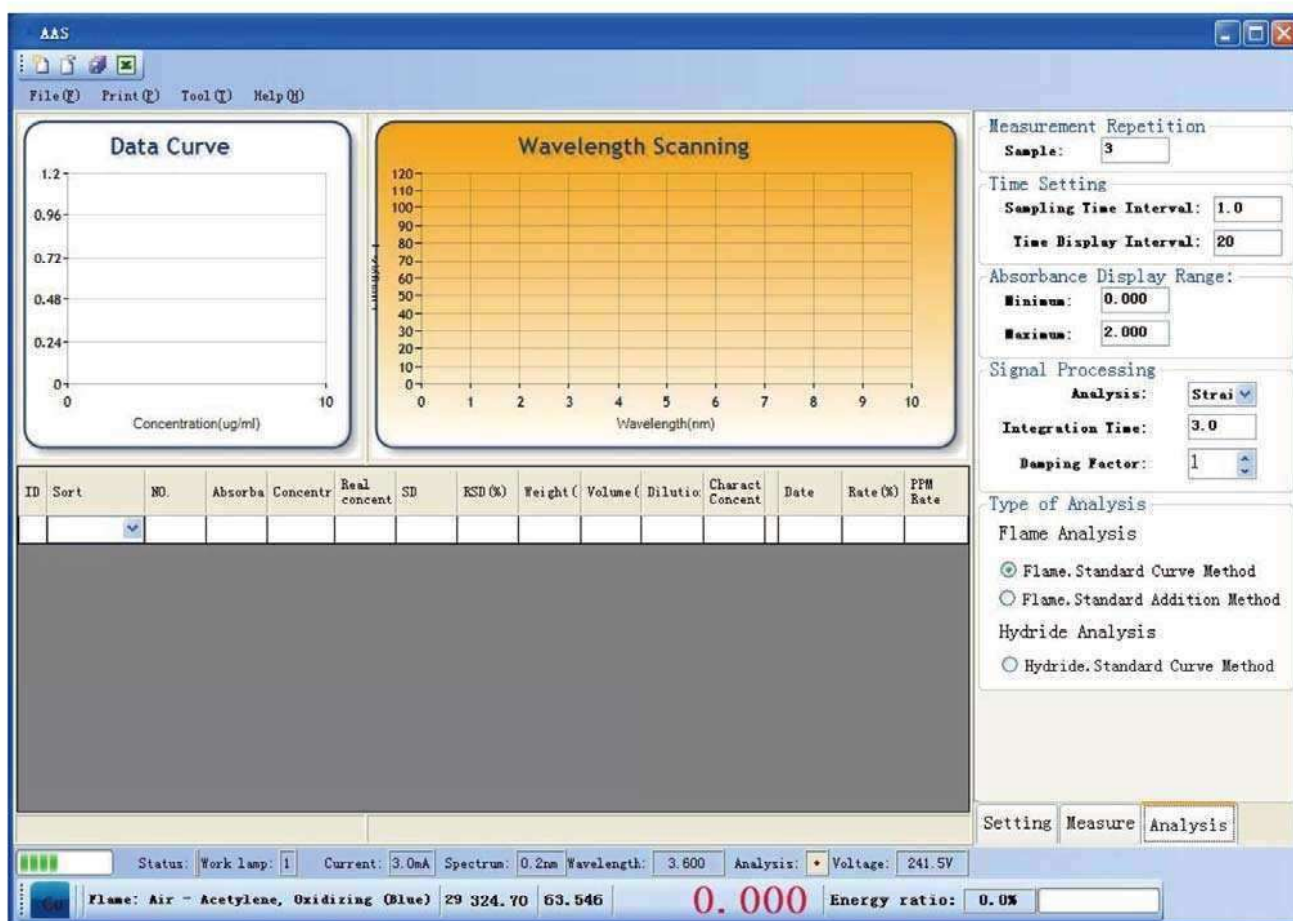 AAS
File(F) Print(P) Tool(T) Help(H)
Data Curve
1.2
0.96
0.72
0.48
0.24
0
0 10
Concentration(ug/ml)
Wavelength Scanning
120
110
100
90
80
70
60
50
40
30
20
10
0
0 1 2 3 4 5 6 7 8 9 10
Wavelength(nm)
Measurement Repetition
Sample: 3
Time Setting
Sampling Time Interval: 1.0
Time Display Interval: 20
Absorbance Display Range:
Minimum: 0.000
Maximum: 2.000
Signal Processing
Analysis: Strai
Integration Time: 3.0
Damping Factor: 1
Type of Analysis
Flame Analysis
Flame.Standard Curve Method
Flame.Standard Addition Method
Hydride Analysis
Hydride.Standard Curve Method
ID Sort NO. Absorba Concentr Real concent SD RSD(%) Weight( Volume( Dilutio Charact Concent Date Rate(%) PPM Rate
Setting Measure Analysis
Status: Work lamp: 1 Current: 3.0mA Spectrum: 0.2nm Wavelength: 3.600 Analysis: Voltage: 241.5V
Cu Flame: Air - Acetylene, Oxidizing (Blue) 29 324.70 63.546 0.000 Energy ratio: 0.0%